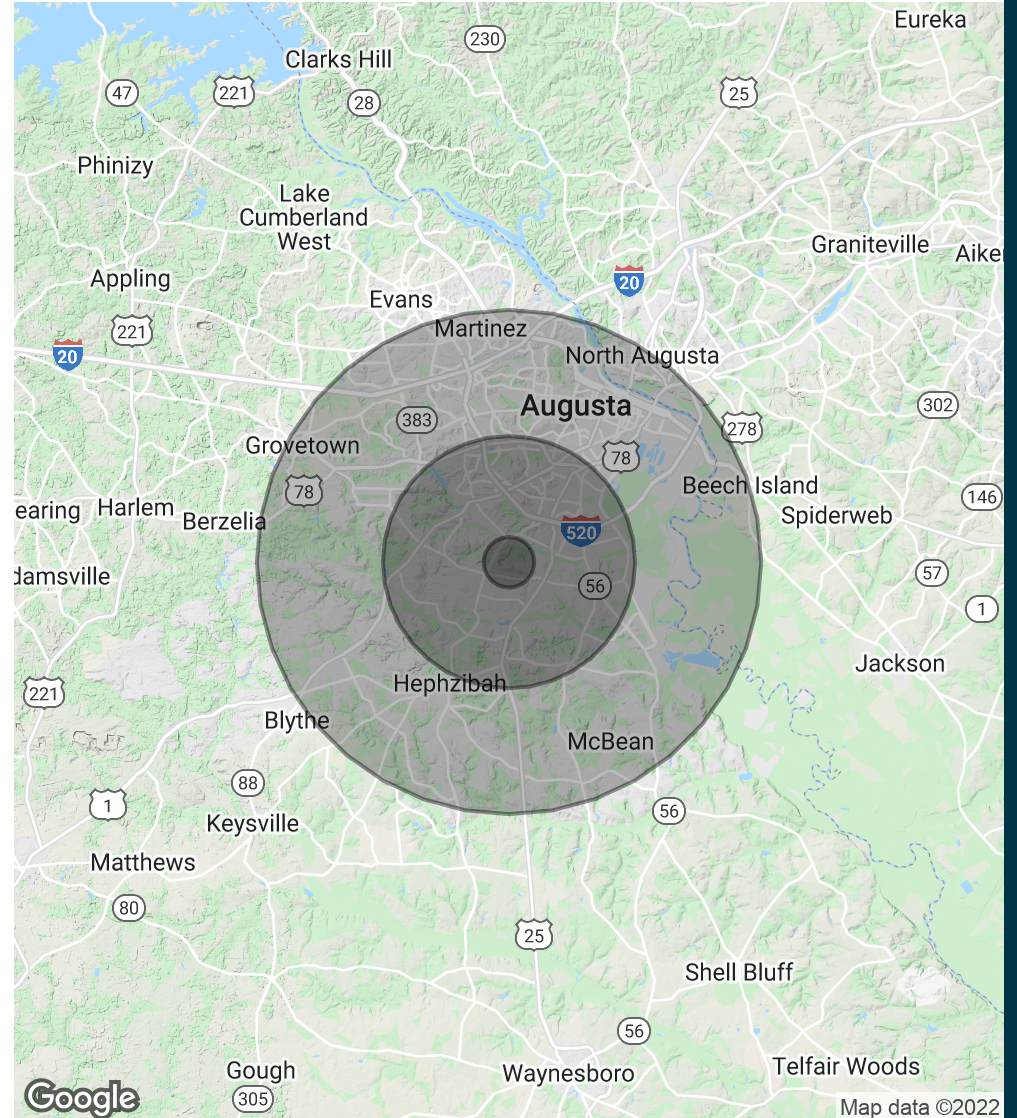 Eureka
230
Clarks Hill
47
221
25
28
Phinizy
Lake
Cumberland
West
Graniteville
Aiken
Appling
20
Evans
221
Martinez
20
North Augusta
Augusta
302
383
278
Grovetown
78
78
Beech Island
146
earing
Harlem
Berzelia
Spiderweb
520
damsville
57
56
1
Jackson
221
Hephzibah
Blythe
McBean
88
1
56
Keysville
Matthews
80
25
Shell Bluff
56
Gough
Waynesboro
Telfair Woods
305
Google
Map data ©2022